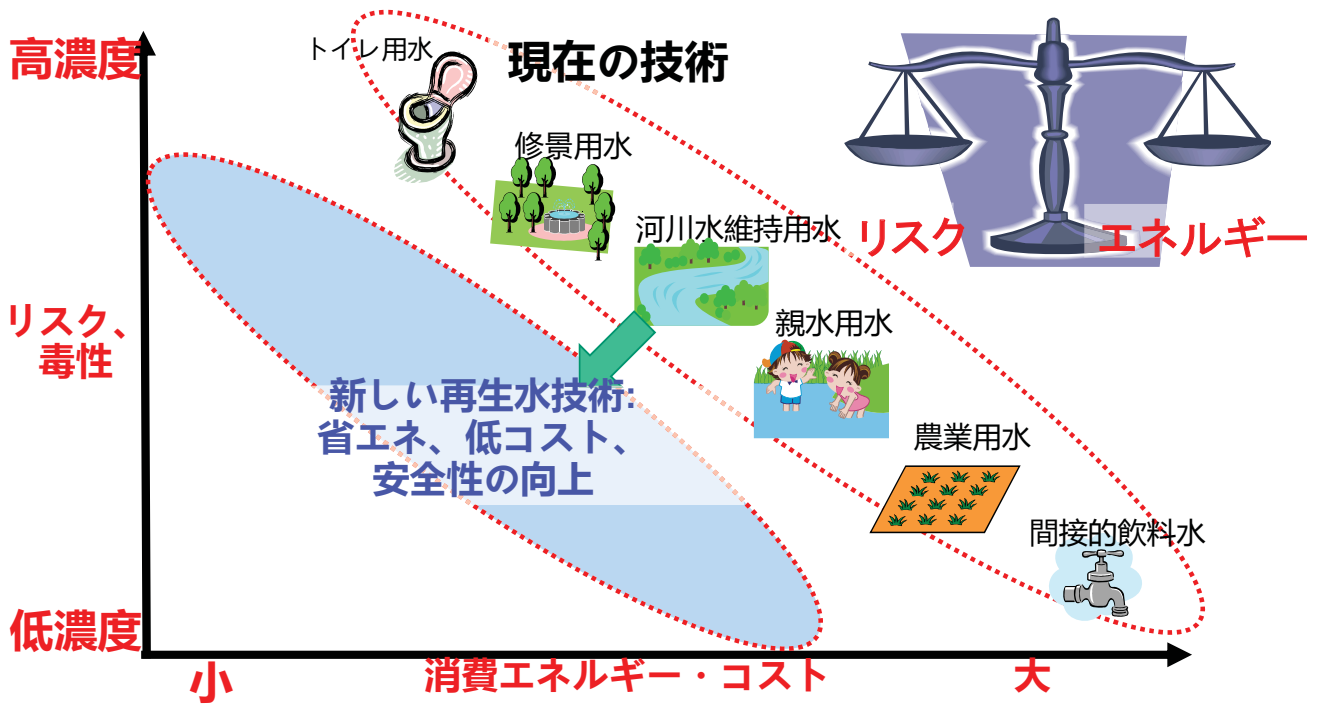 高濃度
トイレ用水
現在の技術
修景用水
河川水維持用水
リスク
エネルギー
リスク、
毒性
親水用水
新しい再生水技術:
省エネ、低コスト、
安全性の向上
農業用水
間接的飲料水
低濃度
小
消費エネルギー・コスト
大